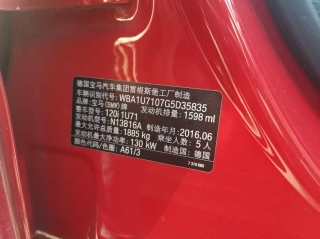 德国宝马汽车集团雷根斯堡工厂制造
车辆识别代号: WBA1U7107G5D35835
品牌: 宝马(BMW)牌 发动机排量: 1598 ml
车辆型号: 120i 1U71
发动机型号: N13B16A 制造年月: 2016.06
最大允许总质量: 1885 kg 乘坐人数: 5人
发动机最大净功率: 130 kW 制造国: 德国
颜色代码/色片: A61/3